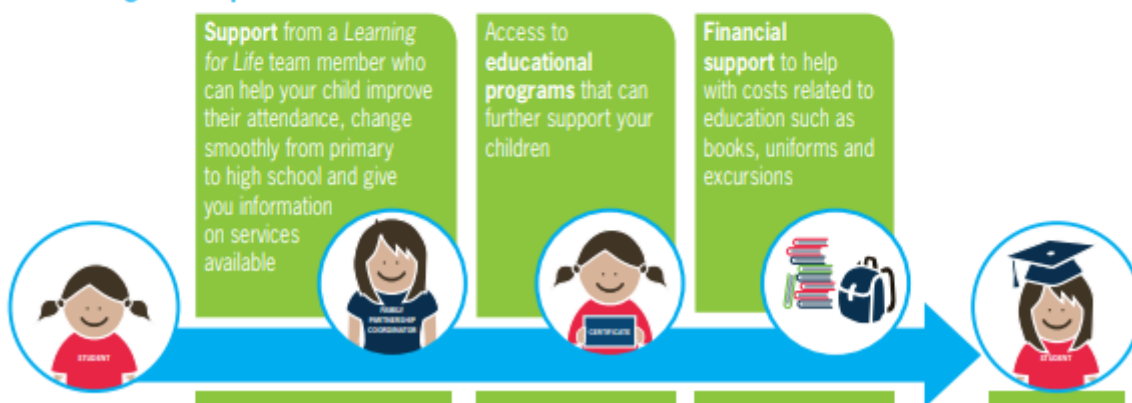 Support from a Learning
for Life team member who
can help your child improve
their attendance, change
smoothly from primary
to high school and give
you information
on services
available
Access to
educational
programs that can
further support your
children
Financial
support to help
with costs related to
education such as
books, uniforms and
excursions
STUDENT
FAMILY
PARTNERSHIP
COORDINATOR
CERTIFICATE
STUDENT